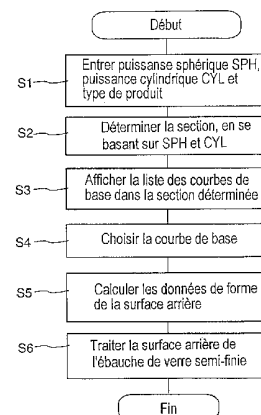 Début
S1
Entrer puissanse sphérique SPH,
puissance cylindrique CYL et
type de produit
S2
Déterminer la section, en se
basant sur SPH et CYL
S3
Afficher la liste des courbes de
base dans la section déterminée
S4
Choisir la courbe de base
S5
Calculer les données de forme
de la surface arrière
S6
Traiter la surface arrière de
l'ébauche de verre semi-finie
Fin